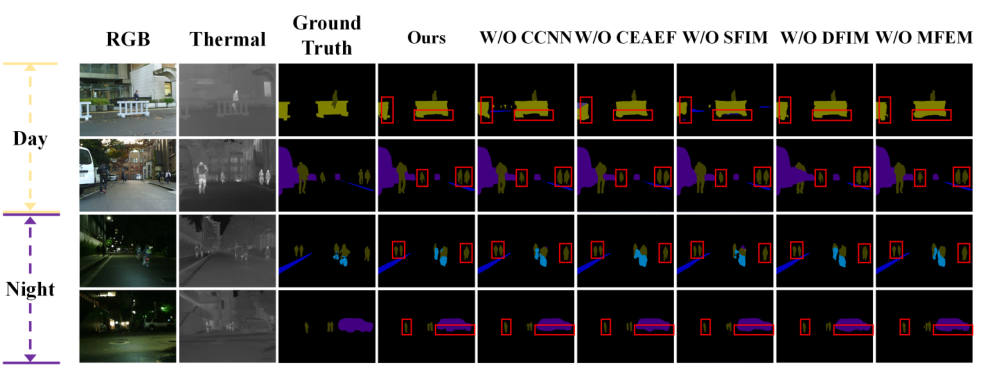 RGB
Thermal
Ground
Truth
Ours
W/O CCNN
W/O CEAEF
W/O SFIM
W/O DFIM
W/O MFEM
Day
Night